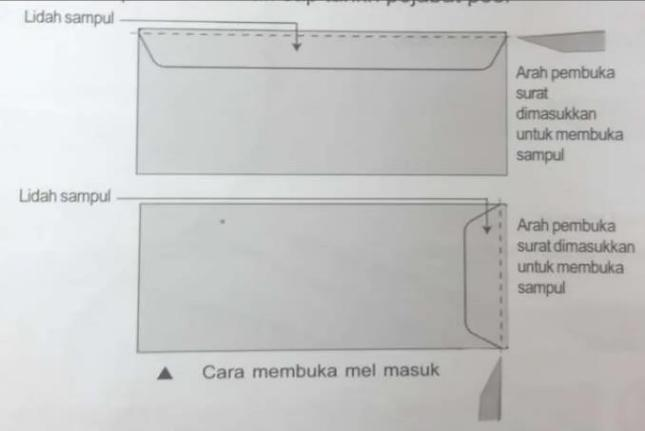 Lidah sampul
Arah pembuka
surat
dimasukkan
untuk membuka
sampul
Lidah sampul
Arah pembuka
surat dimasukkan
untuk membuka
sampul
▲ Cara membuka mel masuk